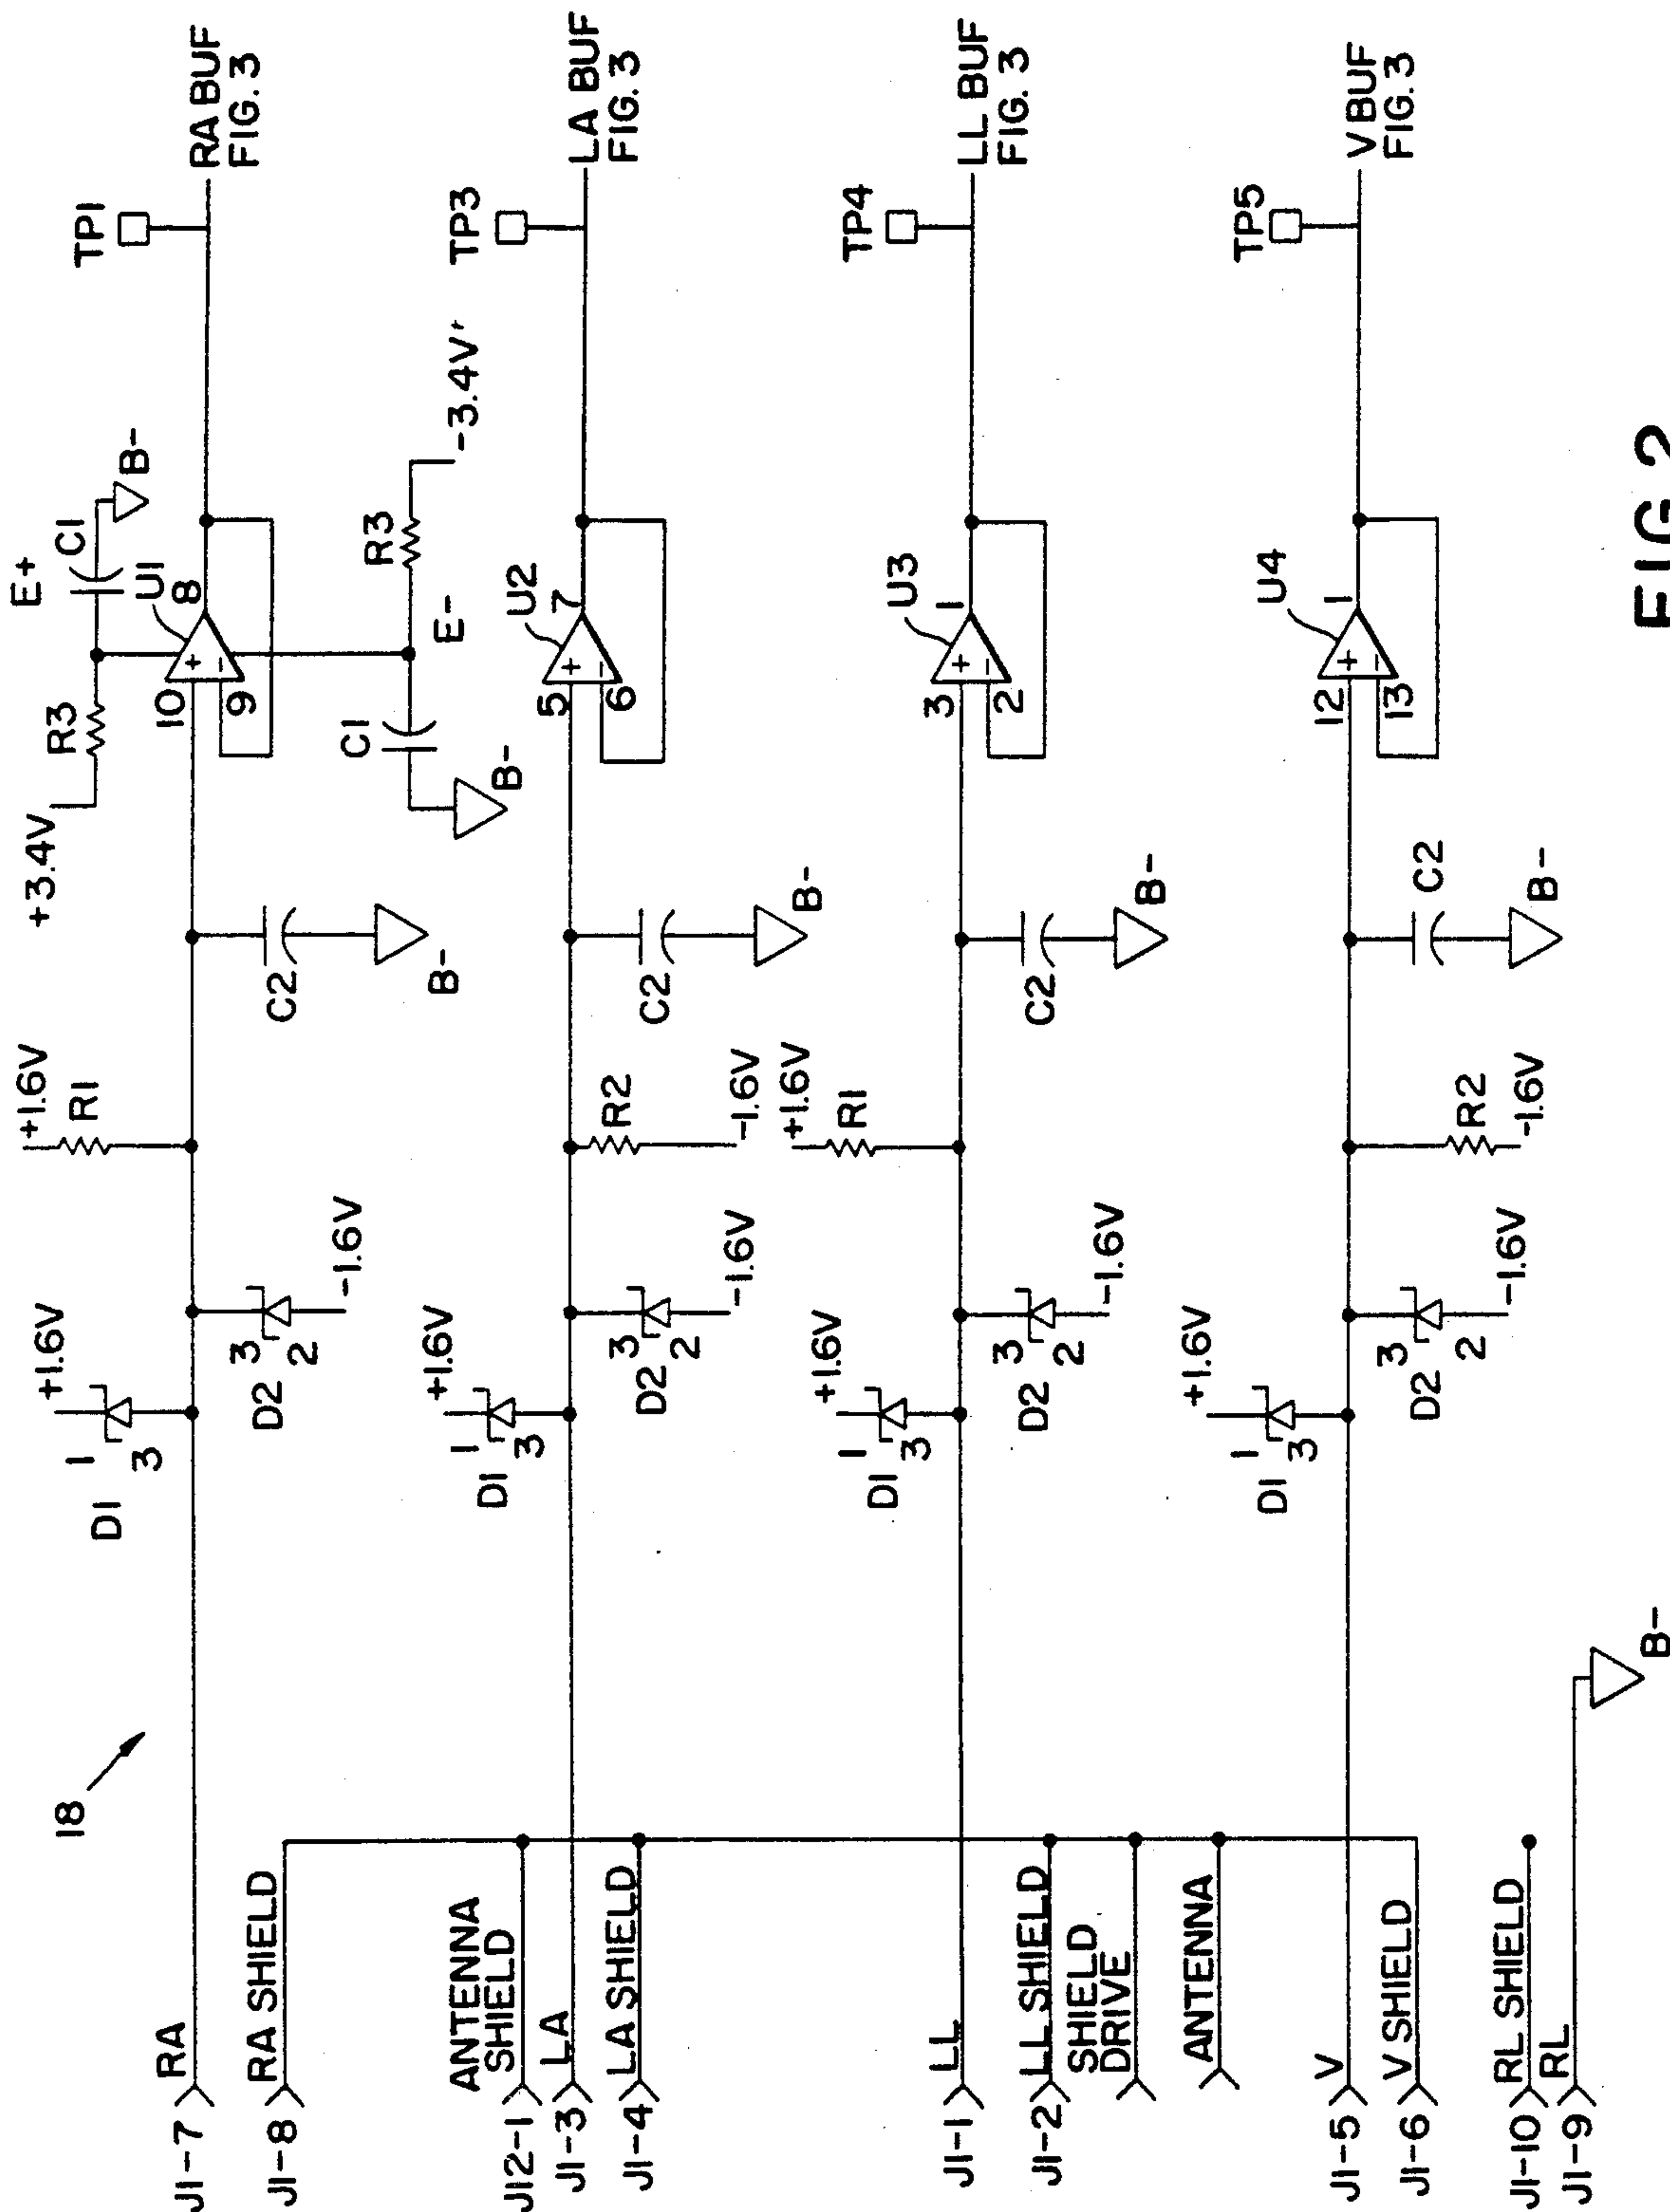 18
J1-7
RA
D1
1
3
+1.6V
D2
3
2
-1.6V
+1.6V
R1
C2
B-
+3.4V
R3
E+
C1
B-
U1
10
9
8
TP1
RA BUF
FIG. 3
J1-8
RA SHIELD
C1
B-
E-
R3
-3.4V
J12-1
ANTENNA
SHIELD
J1-3
LA
D1
1
3
+1.6V
D2
3
2
-1.6V
R2
-1.6V
C2
B-
U2
5
6
7
TP3
LA BUF
FIG. 3
J1-4
LA SHIELD
J1-1
LL
D1
1
3
+1.6V
D2
3
2
-1.6V
+1.6V
R1
C2
B-
U3
3
2
1
TP4
LL BUF
FIG. 3
J1-2
LL SHIELD
SHIELD
DRIVE
ANTENNA
J1-5
V
D1
1
3
+1.6V
D2
3
2
-1.6V
R2
-1.6V
C2
B-
U4
12
13
1
TP5
V BUF
FIG. 3
J1-6
V SHIELD
J1-10
RL SHIELD
J1-9
RL
B-
FIG. 2